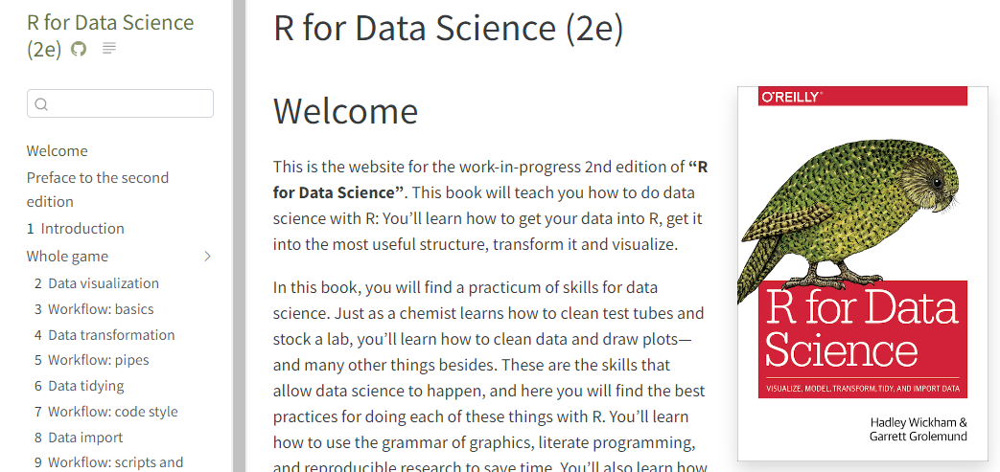 R for Data Science
(2e)
Welcome
Preface to the second
edition
1 Introduction
Whole game
2 Data visualization
3 Workflow: basics
4 Data transformation
5 Workflow: pipes
6 Data tidying
7 Workflow: code style
8 Data import
9 Workflow: scripts and
R for Data Science (2e)
Welcome
This is the website for the work-in-progress 2nd edition of “R
for Data Science”. This book will teach you how to do data
science with R: You’ll learn how to get your data into R, get it
into the most useful structure, transform it and visualize.
In this book, you will find a practicum of skills for data
science. Just as a chemist learns how to clean test tubes and
stock a lab, you’ll learn how to clean data and draw plots—
and many other things besides. These are the skills that
allow data science to happen, and here you will find the best
practices for doing each of these things with R. You’ll learn
how to use the grammar of graphics, literate programming,
and reproducible research to save time. You’ll also learn how
O'REILLY®
R for Data
Science
VISUALIZE, MODEL, TRANSFORM, TIDY, AND IMPORT DATA
Hadley Wickham &
Garrett Grolemund